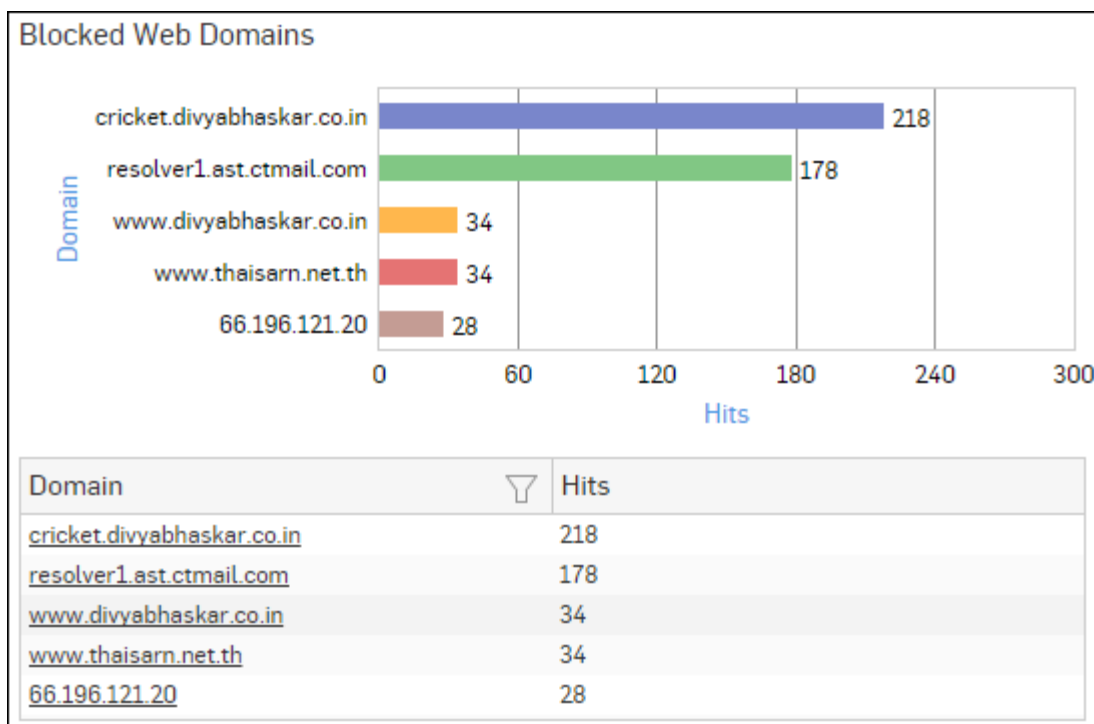 Blocked Web Domains
cricket.divyabhaskar.co.in 218
resolver1.ast.ctmail.com 178
www.divyabhaskar.co.in 34
www.thaisarn.net.th 34
66.196.121.20 28
Domain
0 60 120 180 240 300
Hits
Domain Hits
cricket.divyabhaskar.co.in 218
resolver1.ast.ctmail.com 178
www.divyabhaskar.co.in 34
www.thaisarn.net.th 34
66.196.121.20 28